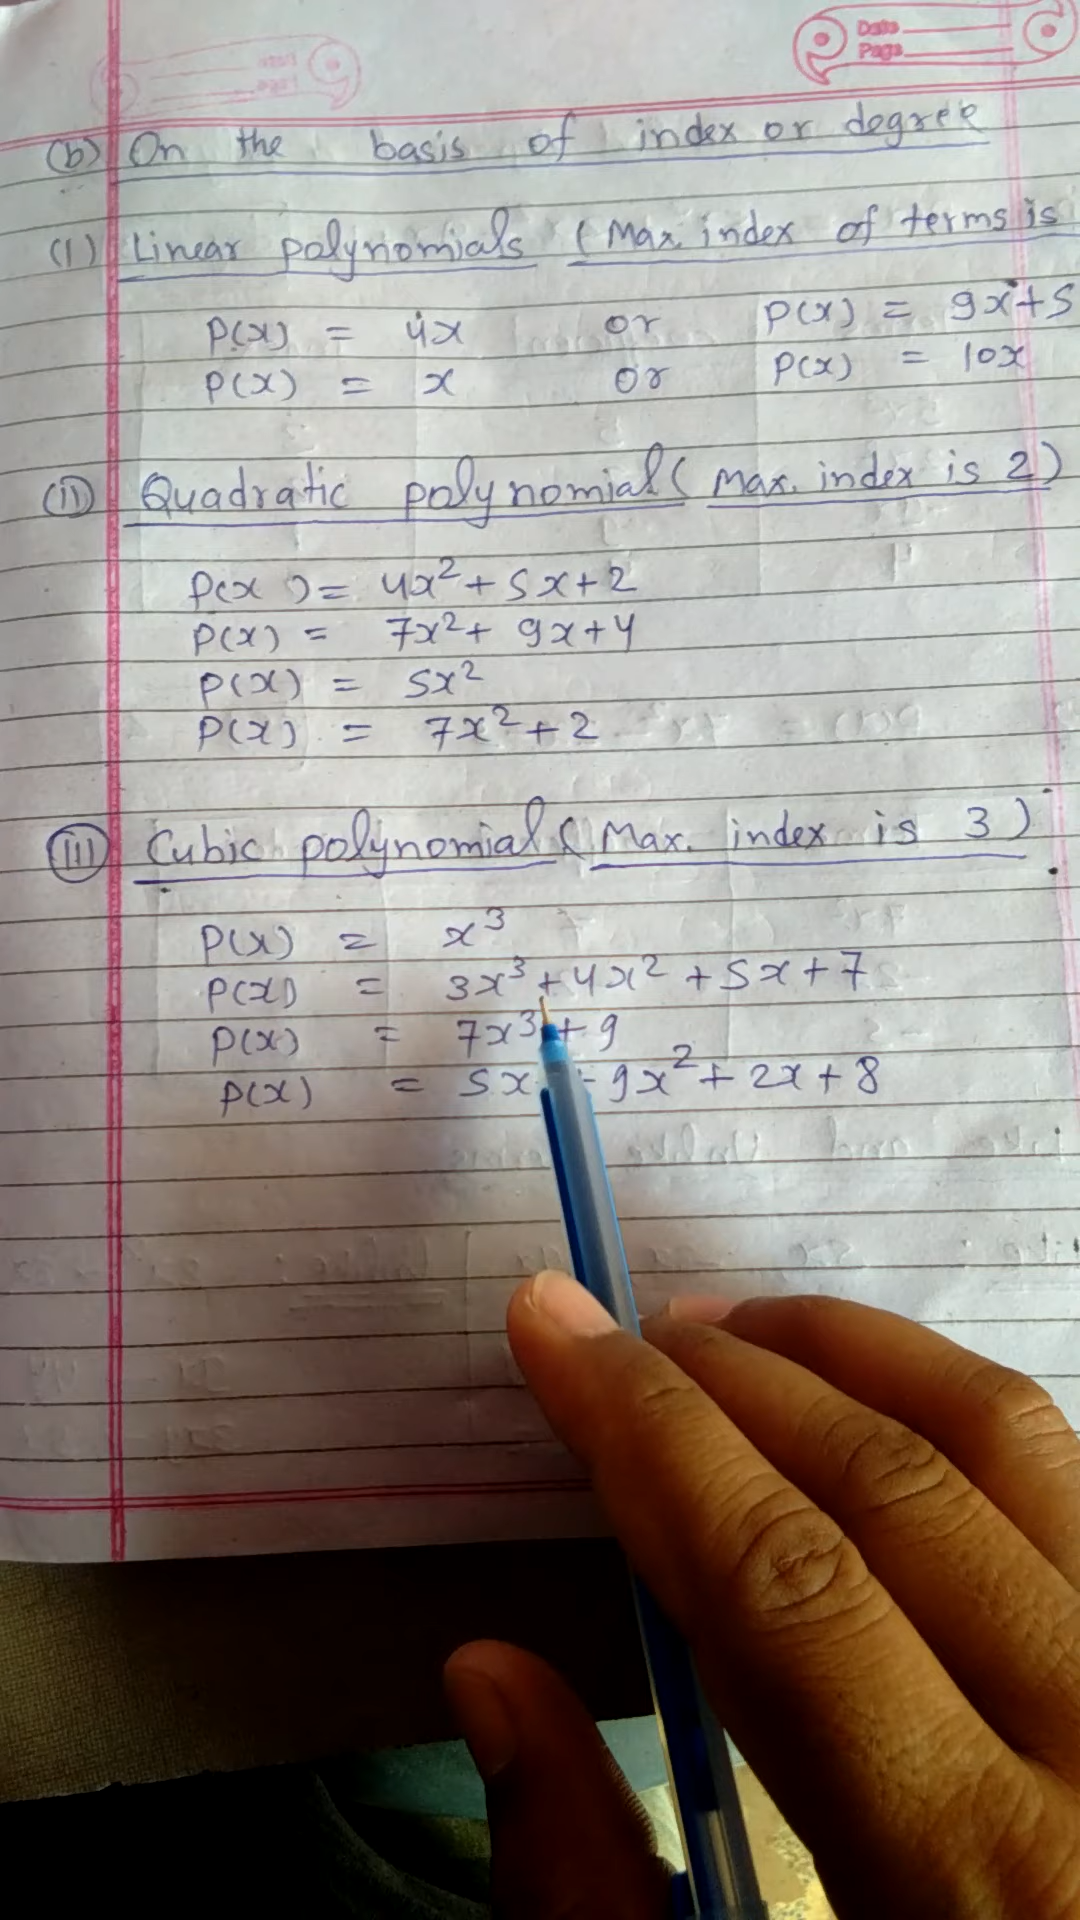 Date
Page
(b) On the basis of index or degree
(I) Linear polynomials (Max. index of terms is
P(x) = 4x or P(x) = 9x+5
P(x) = x or P(x) = 10x
(II) Quadratic polynomial (Max. index is 2)
P(x) = 4x²+5x+2
P(x) = 7x²+ 9x+4
P(x) = 5x²
P(x) = 7x²+2
(III) Cubic polynomial (Max. index is 3)
P(x) = x³
P(x) = 3x³+4x²+5x+7
P(x) = 7x³+9
P(x) = 5x 9x²+2x+8